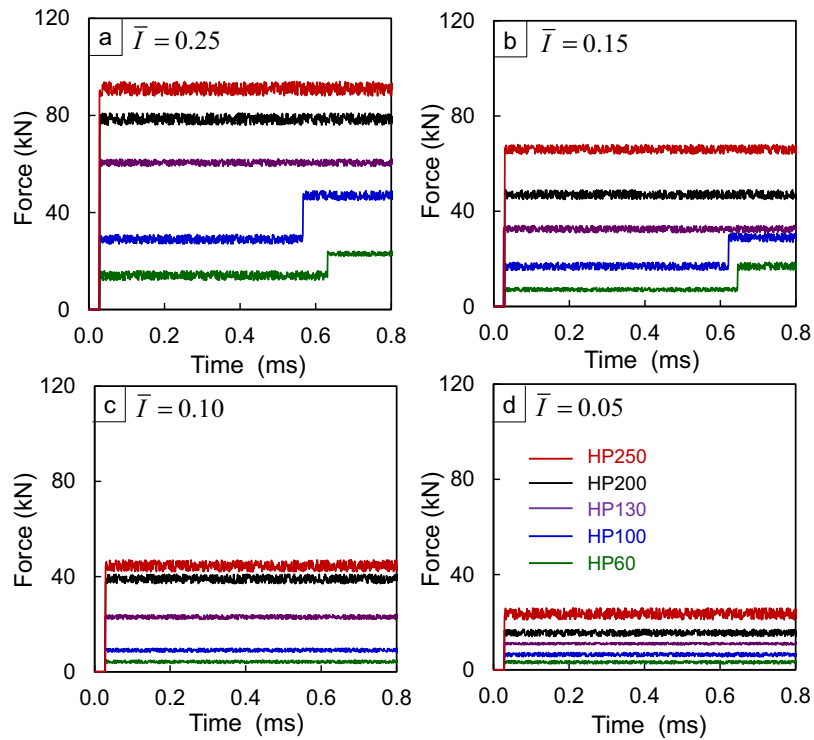 a
I̅ = 0.25
120
80
40
0
Force (kN)
0.0 0.2 0.4 0.6 0.8
Time (ms)
b
I̅ = 0.15
120
80
40
0
Force (kN)
0.0 0.2 0.4 0.6 0.8
Time (ms)
c
I̅ = 0.10
120
80
40
0
Force (kN)
0.0 0.2 0.4 0.6 0.8
Time (ms)
d
I̅ = 0.05
120
80
40
0
Force (kN)
HP250
HP200
HP130
HP100
HP60
0.0 0.2 0.4 0.6 0.8
Time (ms)